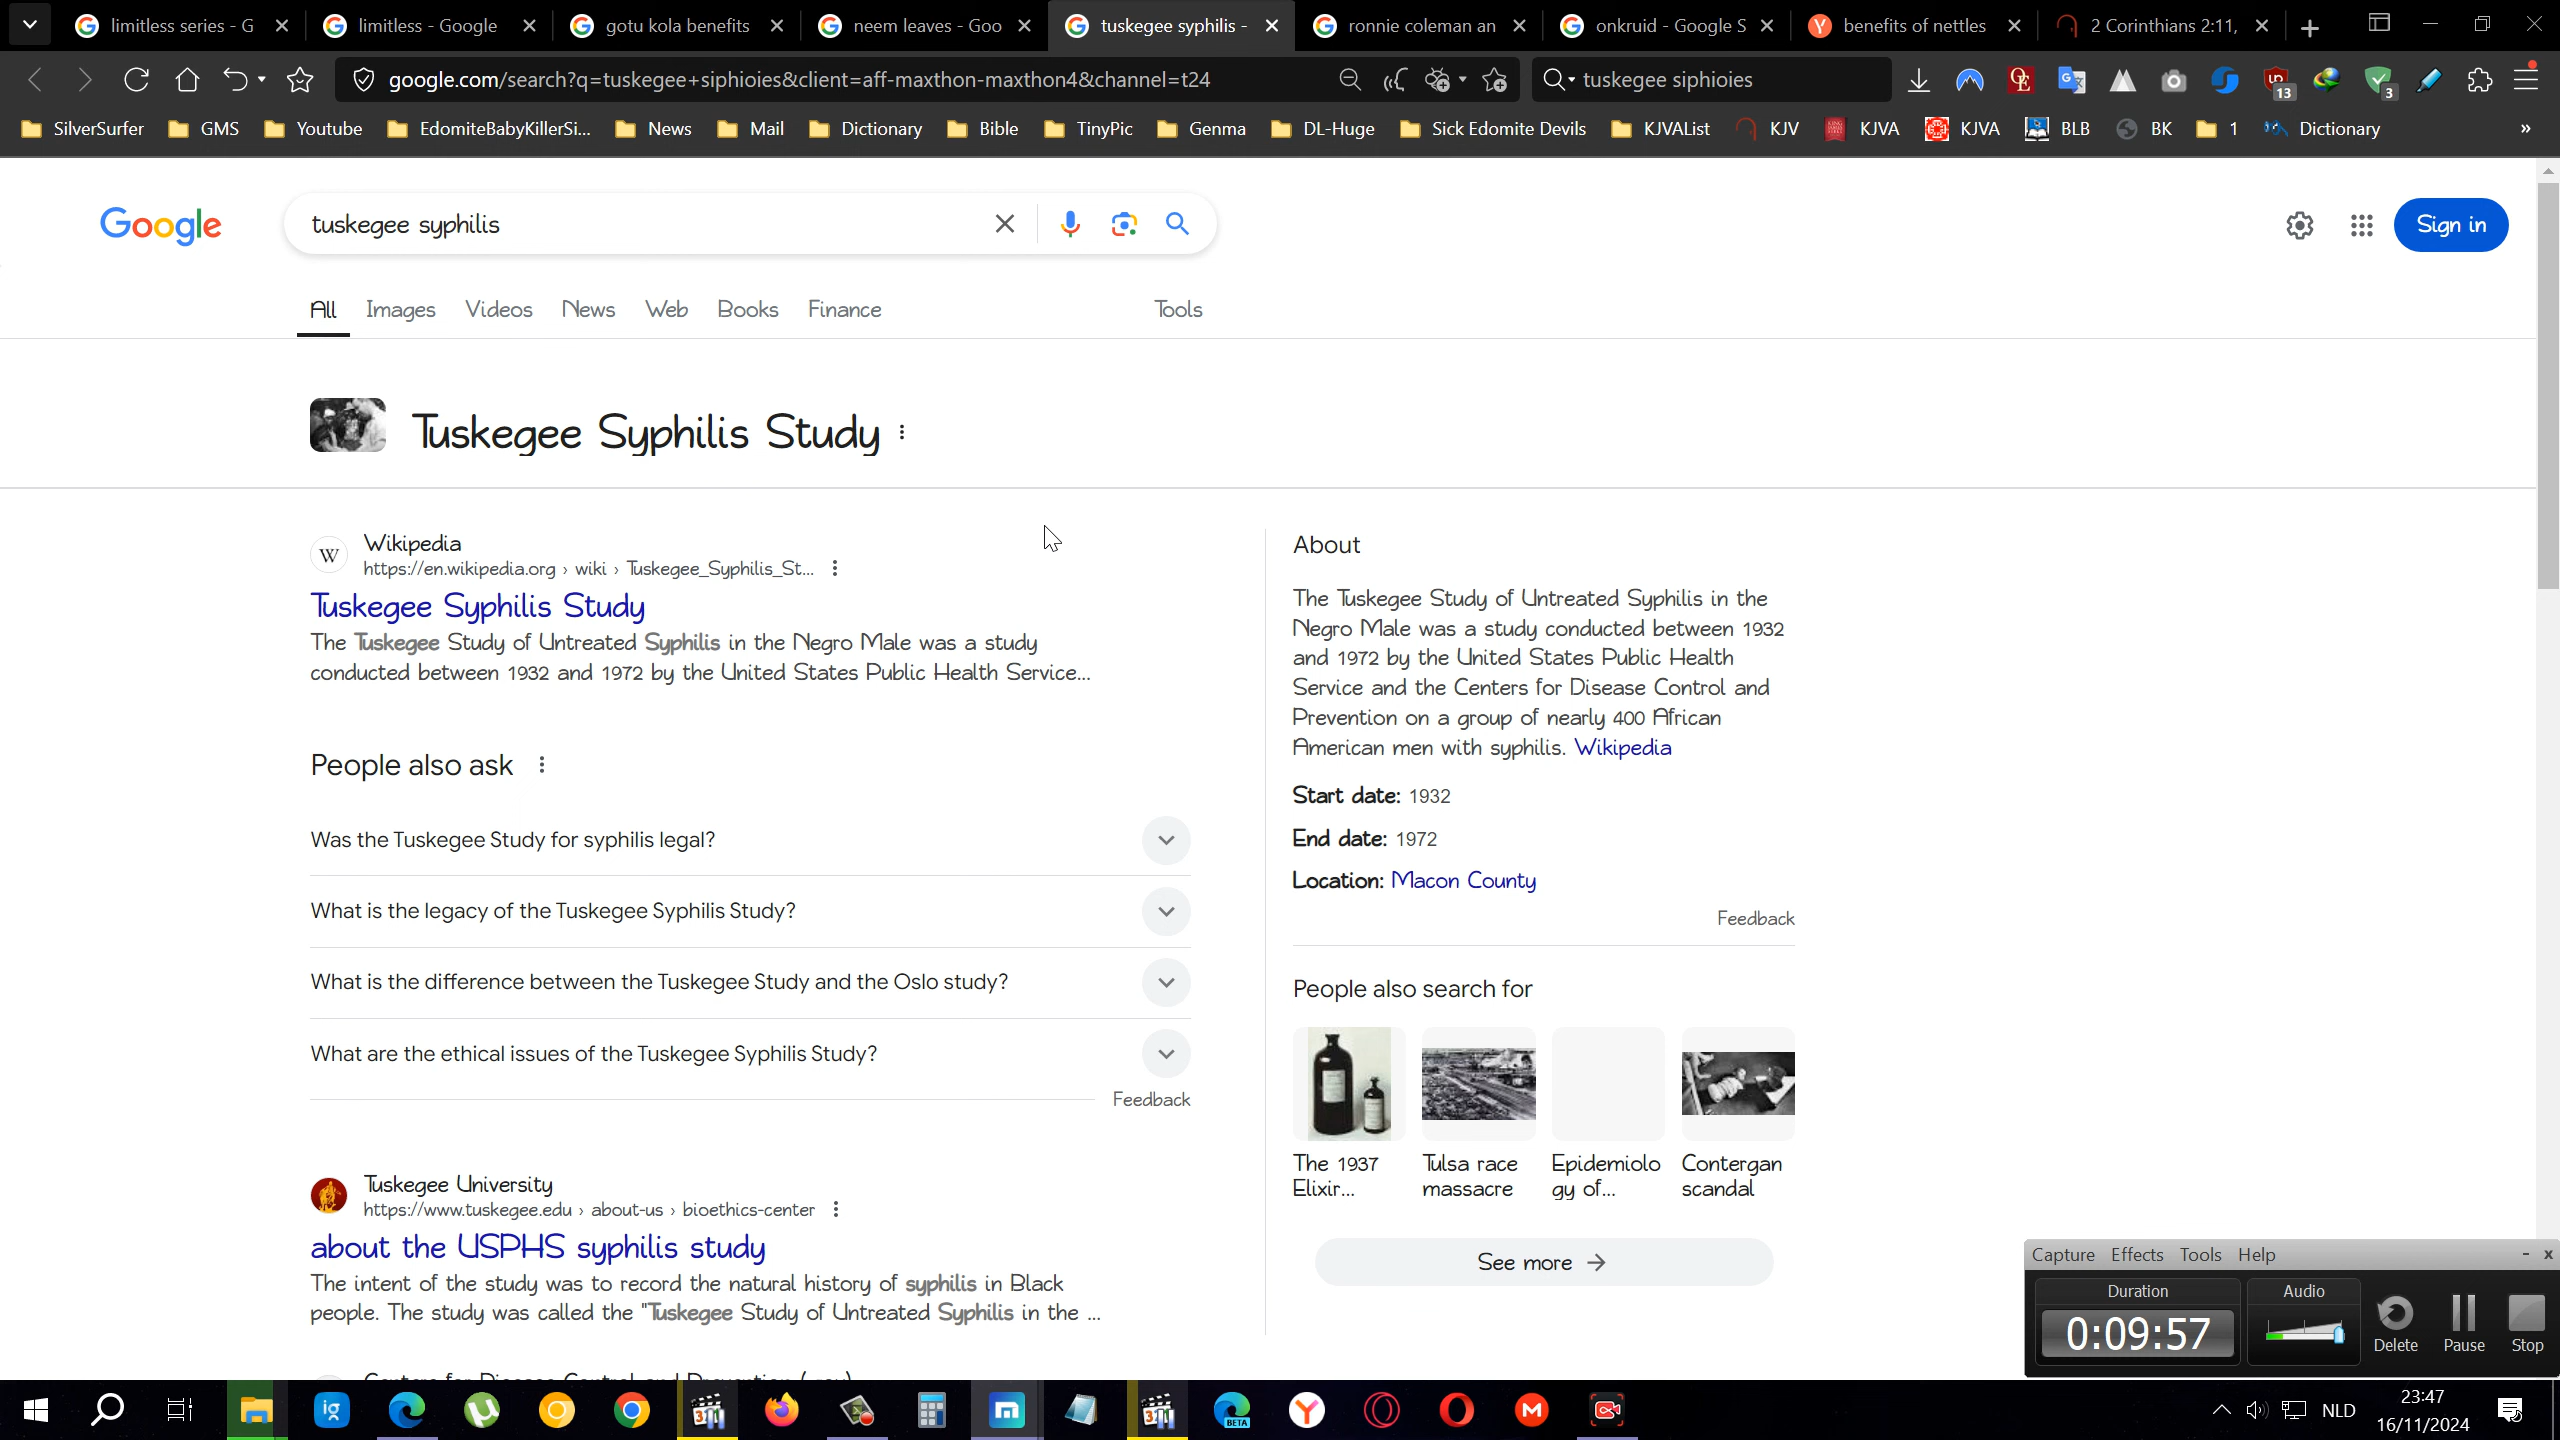 limitless series - G
limitless - Google
gotu kola benefits
neem leaves - Goo
tuskegee syphilis -
ronnie coleman an
onkruid - Google S
benefits of nettles
2 Corinthians 2:11,
google.com/search?q=tuskegee+siphioies&client=aff-maxthon-maxthon4&channel=t24
tuskegee siphioies
13
3
SilverSurfer
GMS
Youtube
EdomiteBabyKillerSi...
News
Mail
Dictionary
Bible
TinyPic
Genma
DL-Huge
Sick Edomite Devils
KJVAList
KJV
KJVA
KJVA
BLB
BK
1
Dictionary
»
Google
tuskegee syphilis
Sign in
All
Images
Videos
News
Web
Books
Finance
Tools
Tuskegee Syphilis Study
W
Wikipedia
https://en.wikipedia.org › wiki › Tuskegee_Syphilis_St...
Tuskegee Syphilis Study
The Tuskegee Study of Untreated Syphilis in the Negro Male was a study
conducted between 1932 and 1972 by the United States Public Health Service...
People also ask
Was the Tuskegee Study for syphilis legal?
What is the legacy of the Tuskegee Syphilis Study?
What is the difference between the Tuskegee Study and the Oslo study?
What are the ethical issues of the Tuskegee Syphilis Study?
Feedback
Tuskegee University
https://www.tuskegee.edu › about-us › bioethics-center
about the USPHS syphilis study
The intent of the study was to record the natural history of syphilis in Black
people. The study was called the "Tuskegee Study of Untreated Syphilis in the ...
Centers for Disease Control and Prevention (.gov)
About
The Tuskegee Study of Untreated Syphilis in the
Negro Male was a study conducted between 1932
and 1972 by the United States Public Health
Service and the Centers for Disease Control and
Prevention on a group of nearly 400 African
American men with syphilis. Wikipedia
Start date: 1932
End date: 1972
Location: Macon County
Feedback
People also search for
The 1937
Elixir...
Tulsa race
massacre
Epidemiolo
gy of...
Contergan
scandal
See more
Capture Effects Tools Help
- x
Duration
0:09:57
Audio
Delete
Pause
Stop
NLD
23:47
16/11/2024